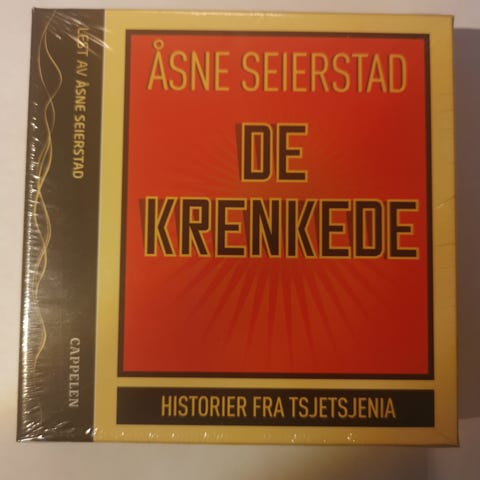 LEST AV ÅSNE SEIERSTAD
CAPPELEN
ÅSNE SEIERSTAD
DE
KRENKEDE
HISTORIER FRA TSJETSJENIA